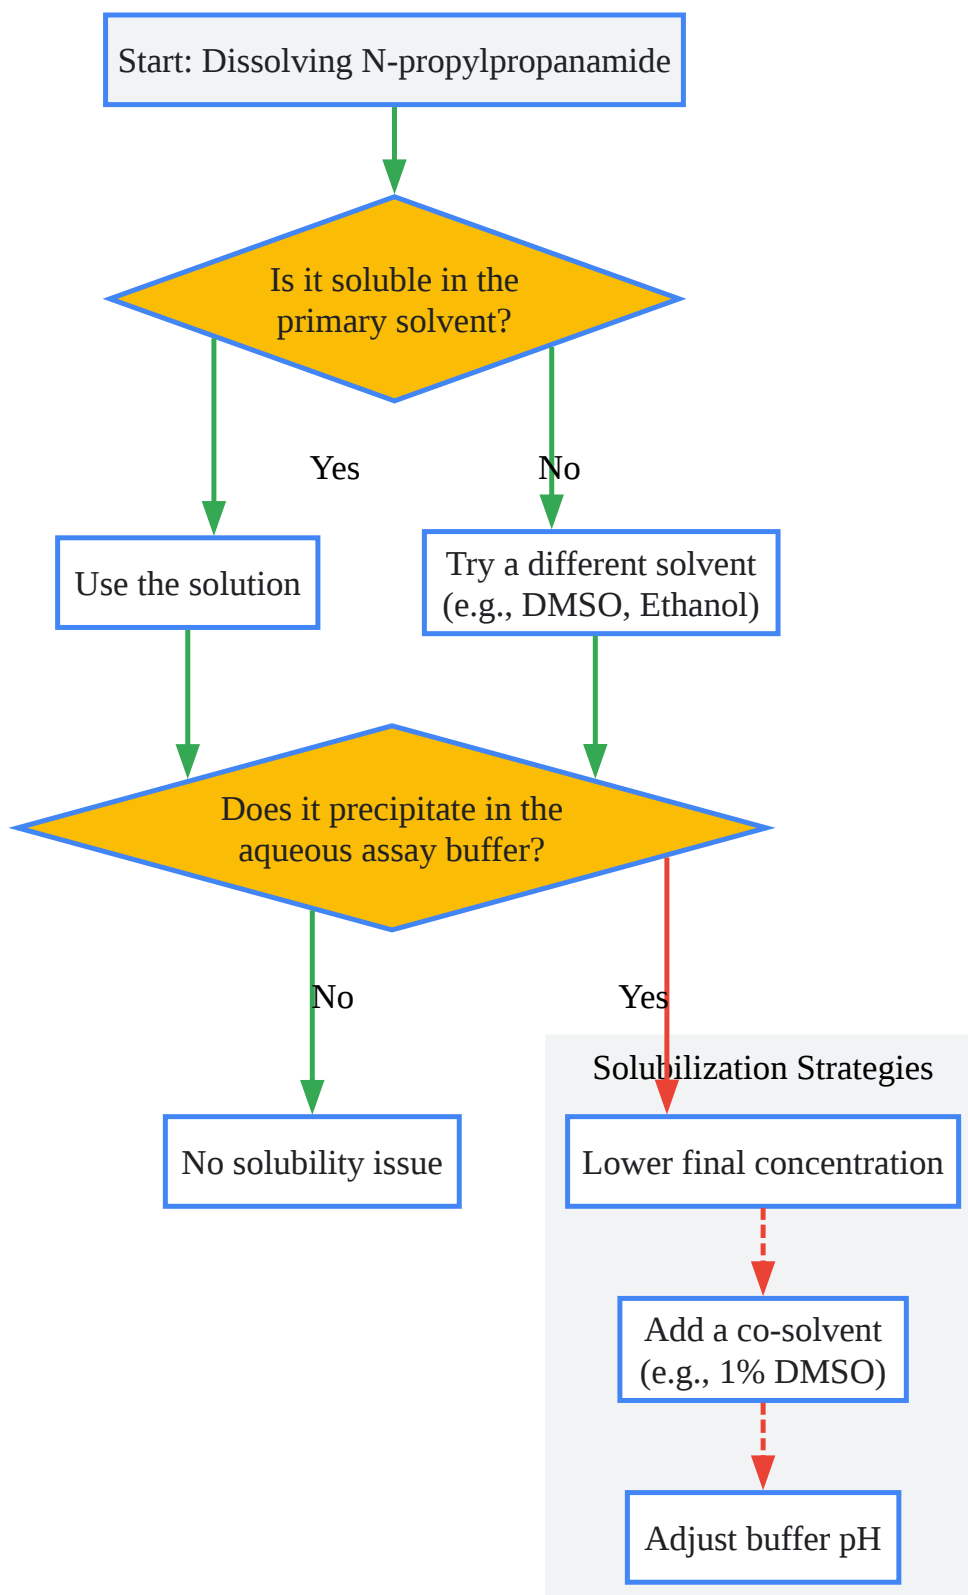 Start: Dissolving N-propylpropanamide
Is it soluble in the
primary solvent?
Yes
No
Use the solution
Try a different solvent
(e.g., DMSO, Ethanol)
Does it precipitate in the
aqueous assay buffer?
No
Yes
Solubilization Strategies
No solubility issue
Lower final concentration
Add a co-solvent
(e.g., 1% DMSO)
Adjust buffer pH